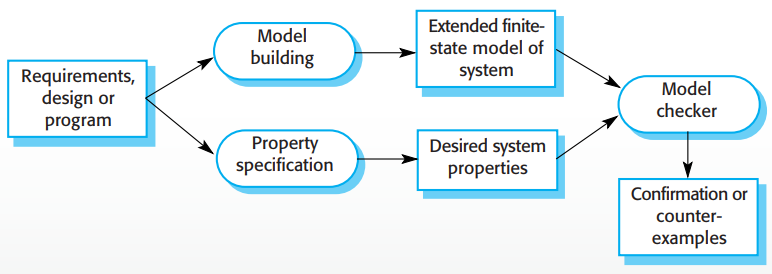 Requirements,
design or
program
Model
building
Extended finite-
state model of
system
Property
specification
Desired system
properties
Model
checker
Confirmation or
counter-
examples